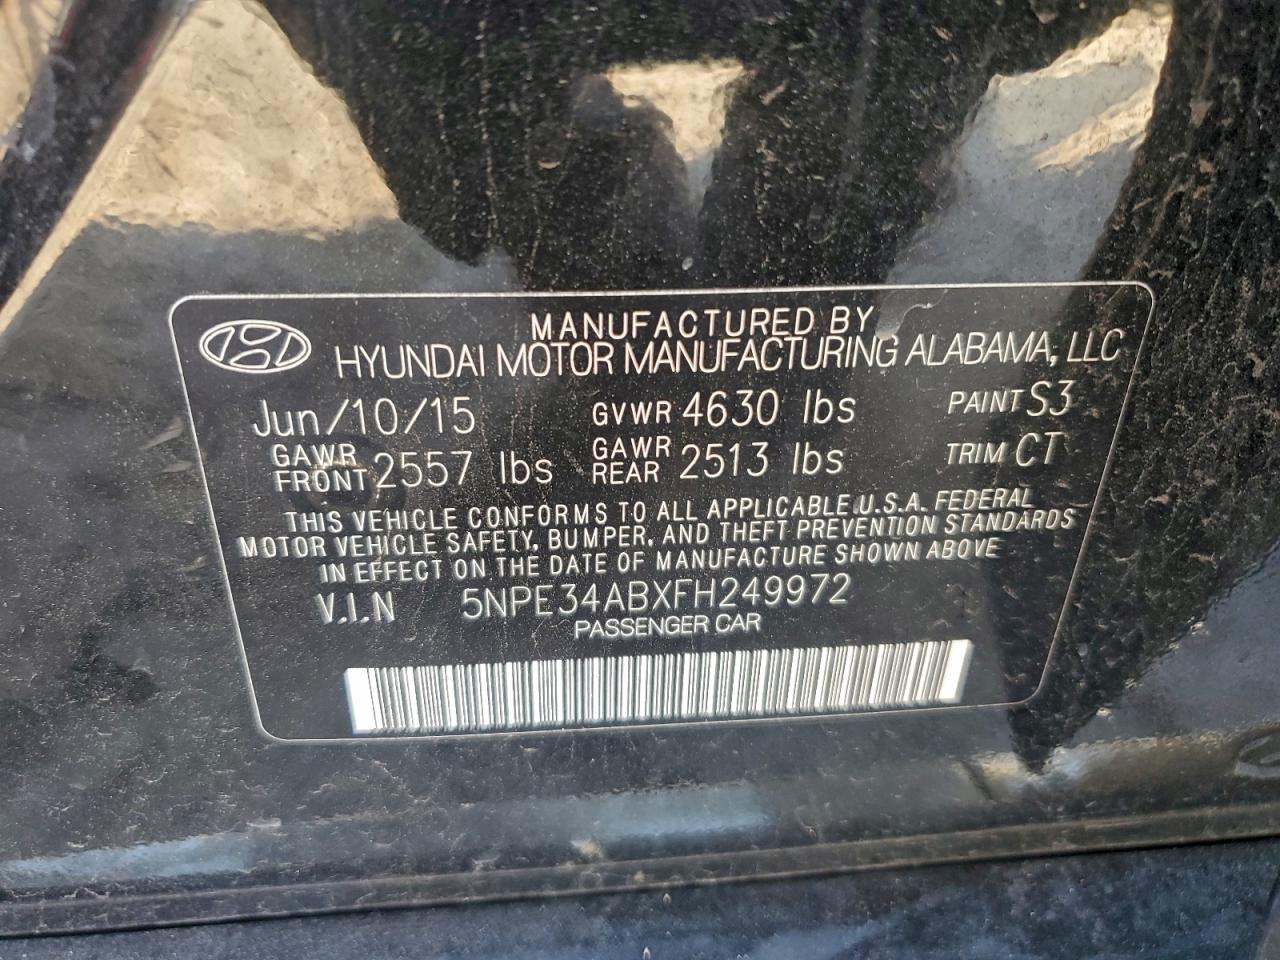 MANUFACTURED BY
HYUNDAI MOTOR MANUFACTURING ALABAMA, LLC
Jun/10/15 GVWR 4630 lbs PAINT S3
GAWR FRONT 2557 lbs GAWR REAR 2513 lbs TRIM CT
THIS VEHICLE CONFORMS TO ALL APPLICABLE U.S.A. FEDERAL
MOTOR VEHICLE SAFETY, BUMPER, AND THEFT PREVENTION STANDARDS
IN EFFECT ON THE DATE OF MANUFACTURE SHOWN ABOVE
V.I.N 5NPE34ABXFH249972
PASSENGER CAR